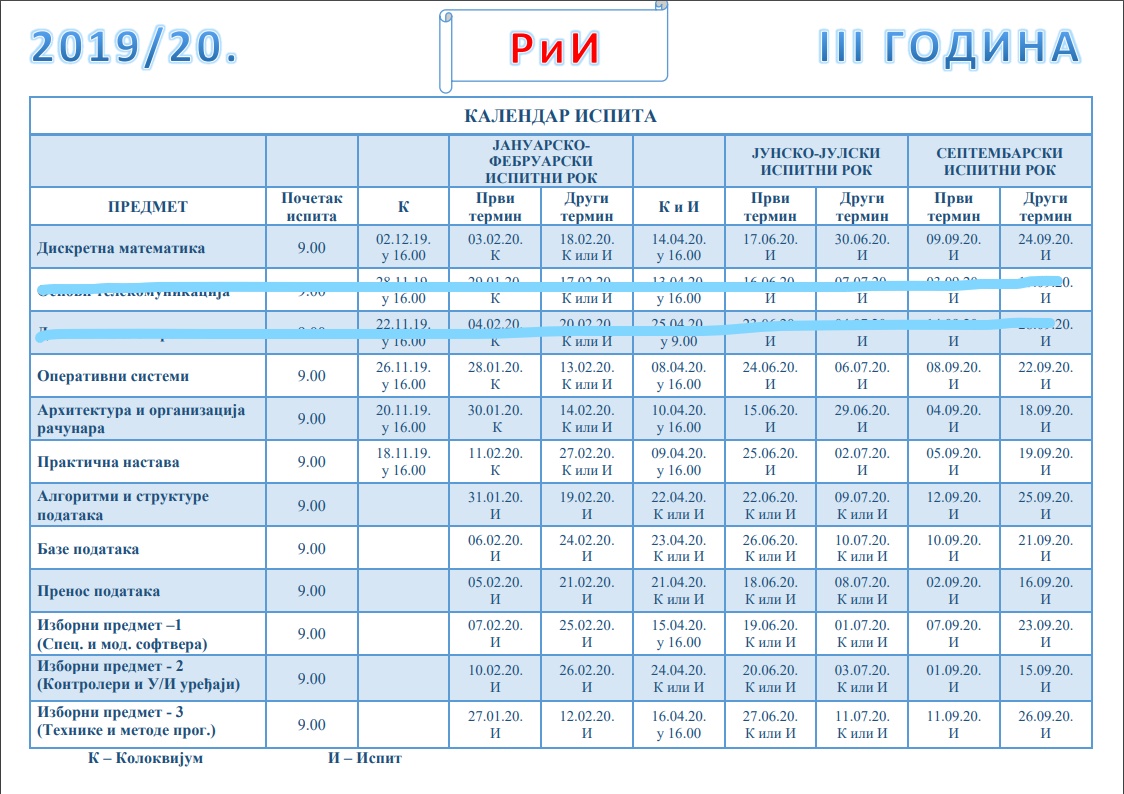 2019/20.
РиИ
III ГОДИНА
КАЛЕНДАР ИСПИТА
ЈАНУАРСКО-
ФЕБРУАРСКИ
ИСПИТНИ РОК
ЈУНСКО-ЈУЛСКИ
ИСПИТНИ РОК
СЕПТЕМБАРСКИ
ИСПИТНИ РОК
ПРЕДМЕТ
Почетак
испита
К
Први
термин
Други
термин
К и И
Први
термин
Други
термин
Први
термин
Други
термин
Дискретна математика
9.00
02.12.19.
у 16.00
03.02.20.
К
18.02.20.
К или И
14.04.20.
у 16.00
17.06.20.
И
30.06.20.
И
09.09.20.
И
24.09.20.
И
телекомуникација
9.00
у 16.00
К
К или И
у 16.00
И
И
И
И
22.11.19.
у 16.00
04.02.20.
К
20.02.20.
К или И
25.04.20.
у 9.00
И
И
И
И
Оперативни системи
9.00
26.11.19.
у 16.00
28.01.20.
К
13.02.20.
К или И
08.04.20.
у 16.00
24.06.20.
И
06.07.20.
И
08.09.20.
И
22.09.20.
И
Архитектура и организација
рачунара
9.00
20.11.19.
у 16.00
30.01.20.
К
14.02.20.
К или И
10.04.20.
у 16.00
15.06.20.
И
29.06.20.
И
04.09.20.
И
18.09.20.
И
Практична настава
9.00
18.11.19.
у 16.00
11.02.20.
К
27.02.20.
К или И
09.04.20.
у 16.00
25.06.20.
И
02.07.20.
И
05.09.20.
И
19.09.20.
И
Алгоритми и структуре
података
9.00
31.01.20.
И
19.02.20.
И
22.04.20.
К или И
22.06.20.
К или И
09.07.20.
К или И
12.09.20.
И
25.09.20.
И
Базе података
9.00
06.02.20.
И
24.02.20.
И
23.04.20.
К или И
26.06.20.
К или И
10.07.20.
К или И
10.09.20.
И
21.09.20.
И
Пренос података
9.00
05.02.20.
И
21.02.20.
И
21.04.20.
К или И
18.06.20.
К или И
08.07.20.
К или И
02.09.20.
И
16.09.20.
И
Изборни предмет –1
(Спец. и мод. софтвера)
9.00
07.02.20.
И
25.02.20.
И
15.04.20.
у 16.00
19.06.20.
К или И
01.07.20.
К или И
07.09.20.
И
23.09.20.
И
Изборни предмет - 2
(Контролери и У/И уређаји)
9.00
10.02.20.
И
26.02.20.
И
24.04.20.
К или И
20.06.20.
К или И
03.07.20.
К или И
01.09.20.
И
15.09.20.
И
Изборни предмет - 3
(Технике и методе прог.)
9.00
27.01.20.
И
12.02.20.
И
16.04.20.
у 16.00
27.06.20.
К или И
11.07.20.
К или И
11.09.20.
И
26.09.20.
И
К – Колоквијум
И – Испит